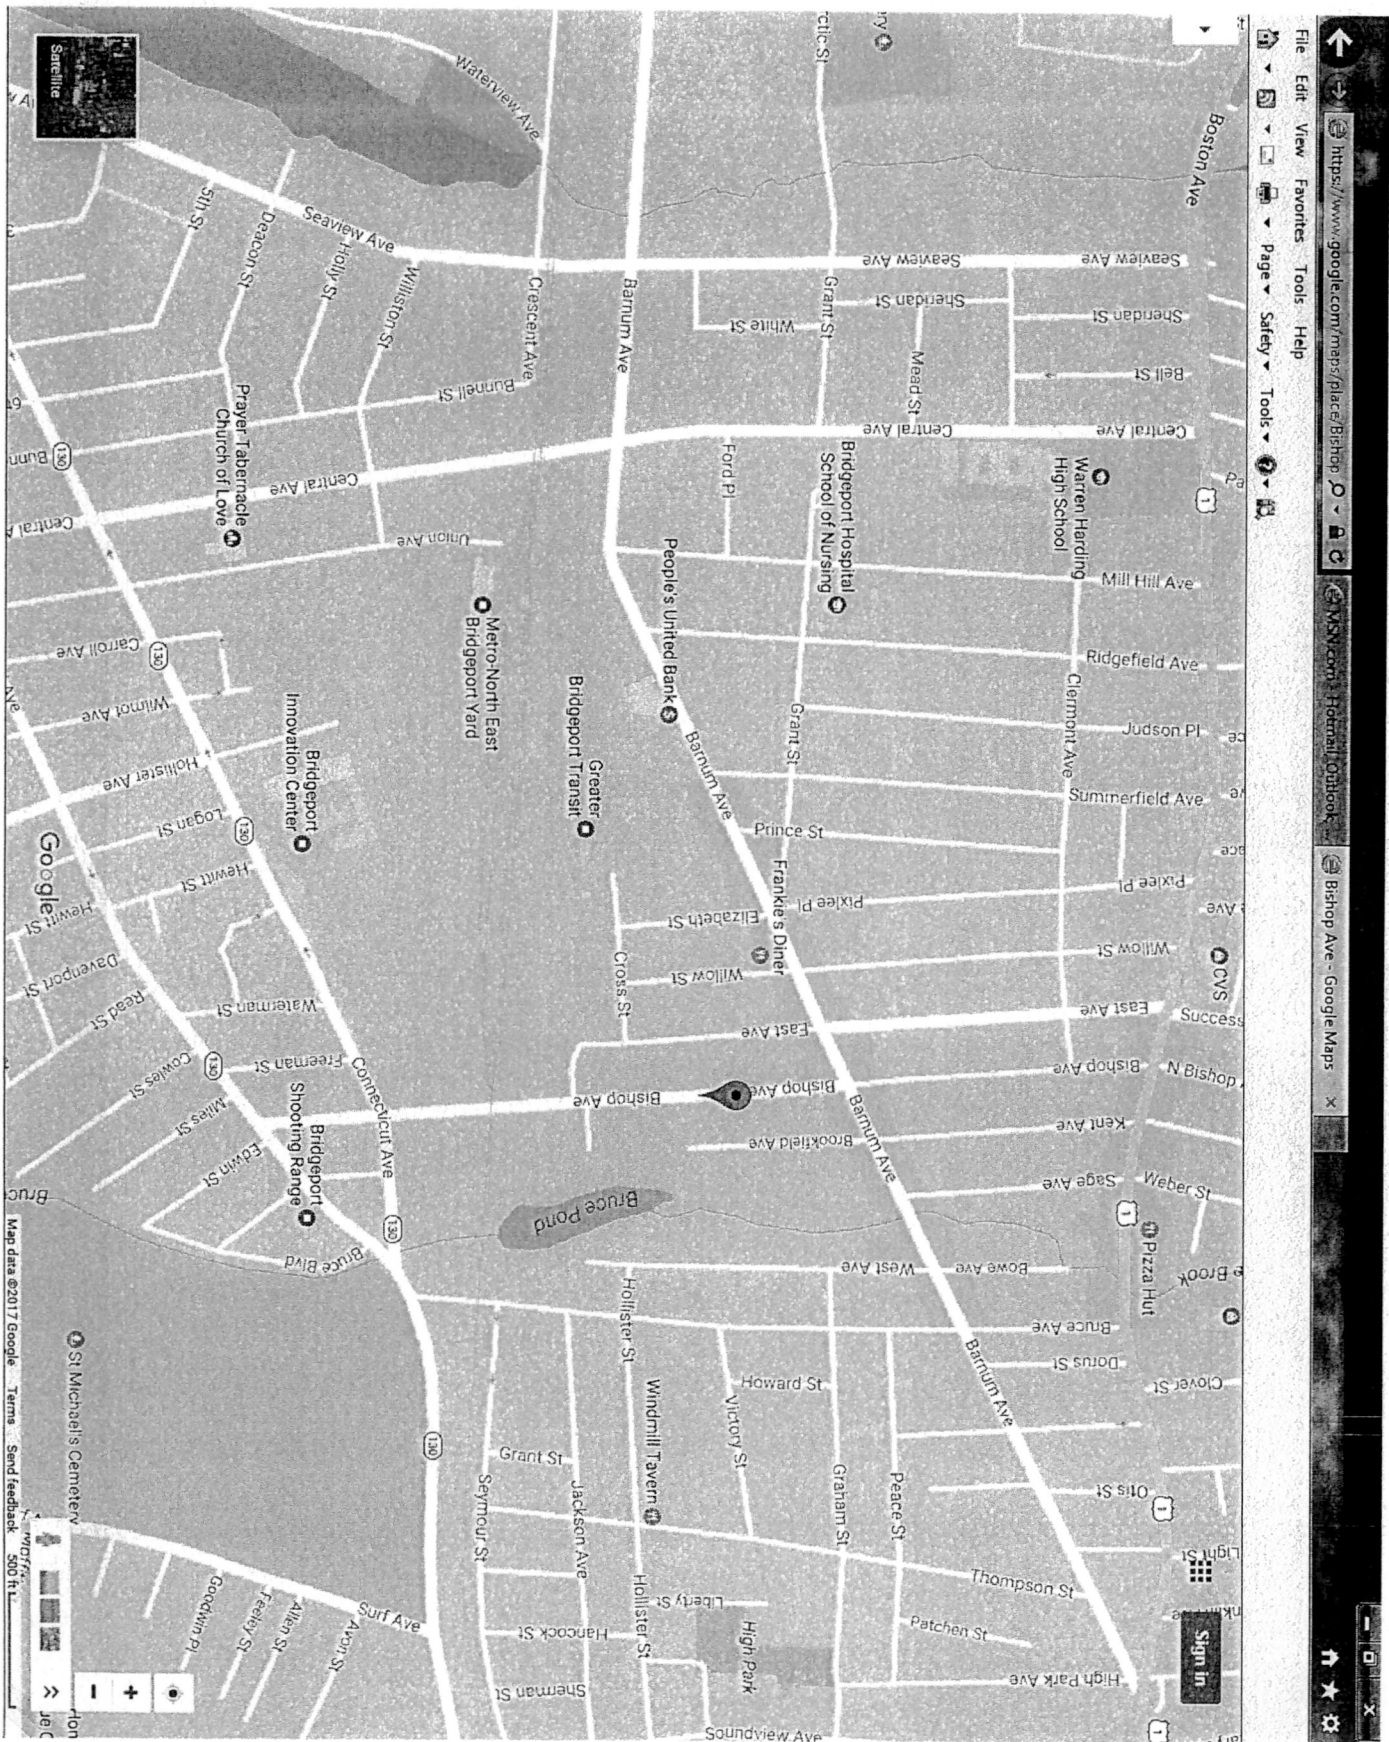 https://www.google.com/maps/place/Bishop
MSN.com - Hotmail, Outlook
Bishop Ave - Google Maps
File Edit View Favorites Tools Help
Page Safety Tools
Sign in
Boston Ave
Seaview Ave
Sheridan St
Bell St
Central Ave
1
Warren Harding
High School
Mill Hill Ave
Ridgefield Ave
Judson Pl
Summerfield Ave
Pixlee Pl
Willow St
CVS
East Ave
Success
Bishop Ave
N Bishop
Kent Ave
Sage Ave
Weber St
1
Pizza Hut
Brook
Bruce Ave
Dorus St
Clover St
Otis St
1
Light St
1
Clermont Ave
Seaview Ave
Sheridan St
Mead St
Central Ave
Grant St
White St
Bridgeport Hospital
School of Nursing
Ford Pl
Grant St
Prince St
Pixlee Pl
Frankie's Diner
Elizabeth St
Willow St
Cross St
East Ave
Bishop Ave
Bishop Ave
Brookfield Ave
Barnum Ave
People's United Bank
Barnum Ave
Barnum Ave
Barnum Ave
West Ave
Bowe Ave
Howard St
Victory St
Graham St
Peace St
Thompson St
Patchen St
High Park Ave
High Park
Soundview Ave
Liberty St
Windmill Tavern
Hollister St
Hollister St
Bruce Pond
Greater
Bridgeport Transit
Metro-North East
Bridgeport Yard
Waterview Ave
Crescent Ave
Bunnell St
Seaview Ave
Williston St
Holly St
Deacon St
5th St
Prayer Tabernacle
Church of Love
Central Ave
Central A
Union Ave
130
Carroll Ave
130
Wilmot Ave
Hollister Ave
Bridgeport
Innovation Center
Logan St
130
Hewitt St
Hewitt St
Davenport St
Read St
Waterman St
Freeman St
Connecticut Ave
Cowles St
130
Miles St
Edwin St
Bridgeport
Shooting Range
Bruce Blvd
Bruce
130
130
Grant St
Seymour St
Jackson Ave
Hancock St
Sherman St
Surf Ave
Avon St
Allen St
Feeley St
Goodwin Pl
St Michael's Cemetery
Satellite
Google
Map data ©2017 Google Terms Send feedback 500 ft